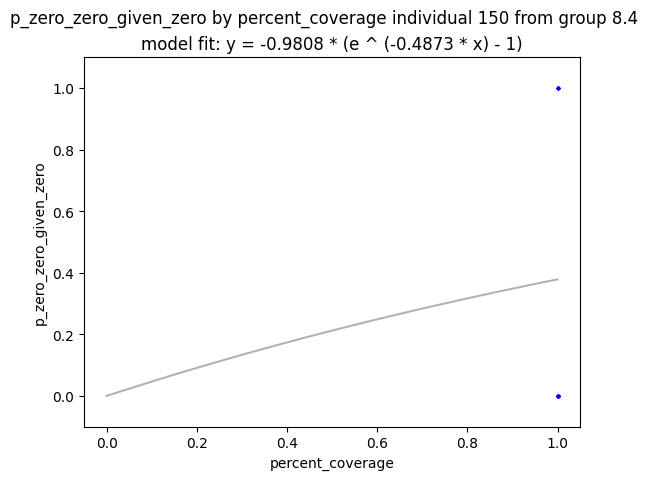 p_zero_zero_given_zero by percent_coverage individual 150 from group 8.4
model fit: y = -0.9808 * (e ^ (-0.4873 * x) - 1)
p_zero_zero_given_zero
1.0
0.8
0.6
0.4
0.2
0.0
0.0 0.2 0.4 0.6 0.8 1.0
percent_coverage